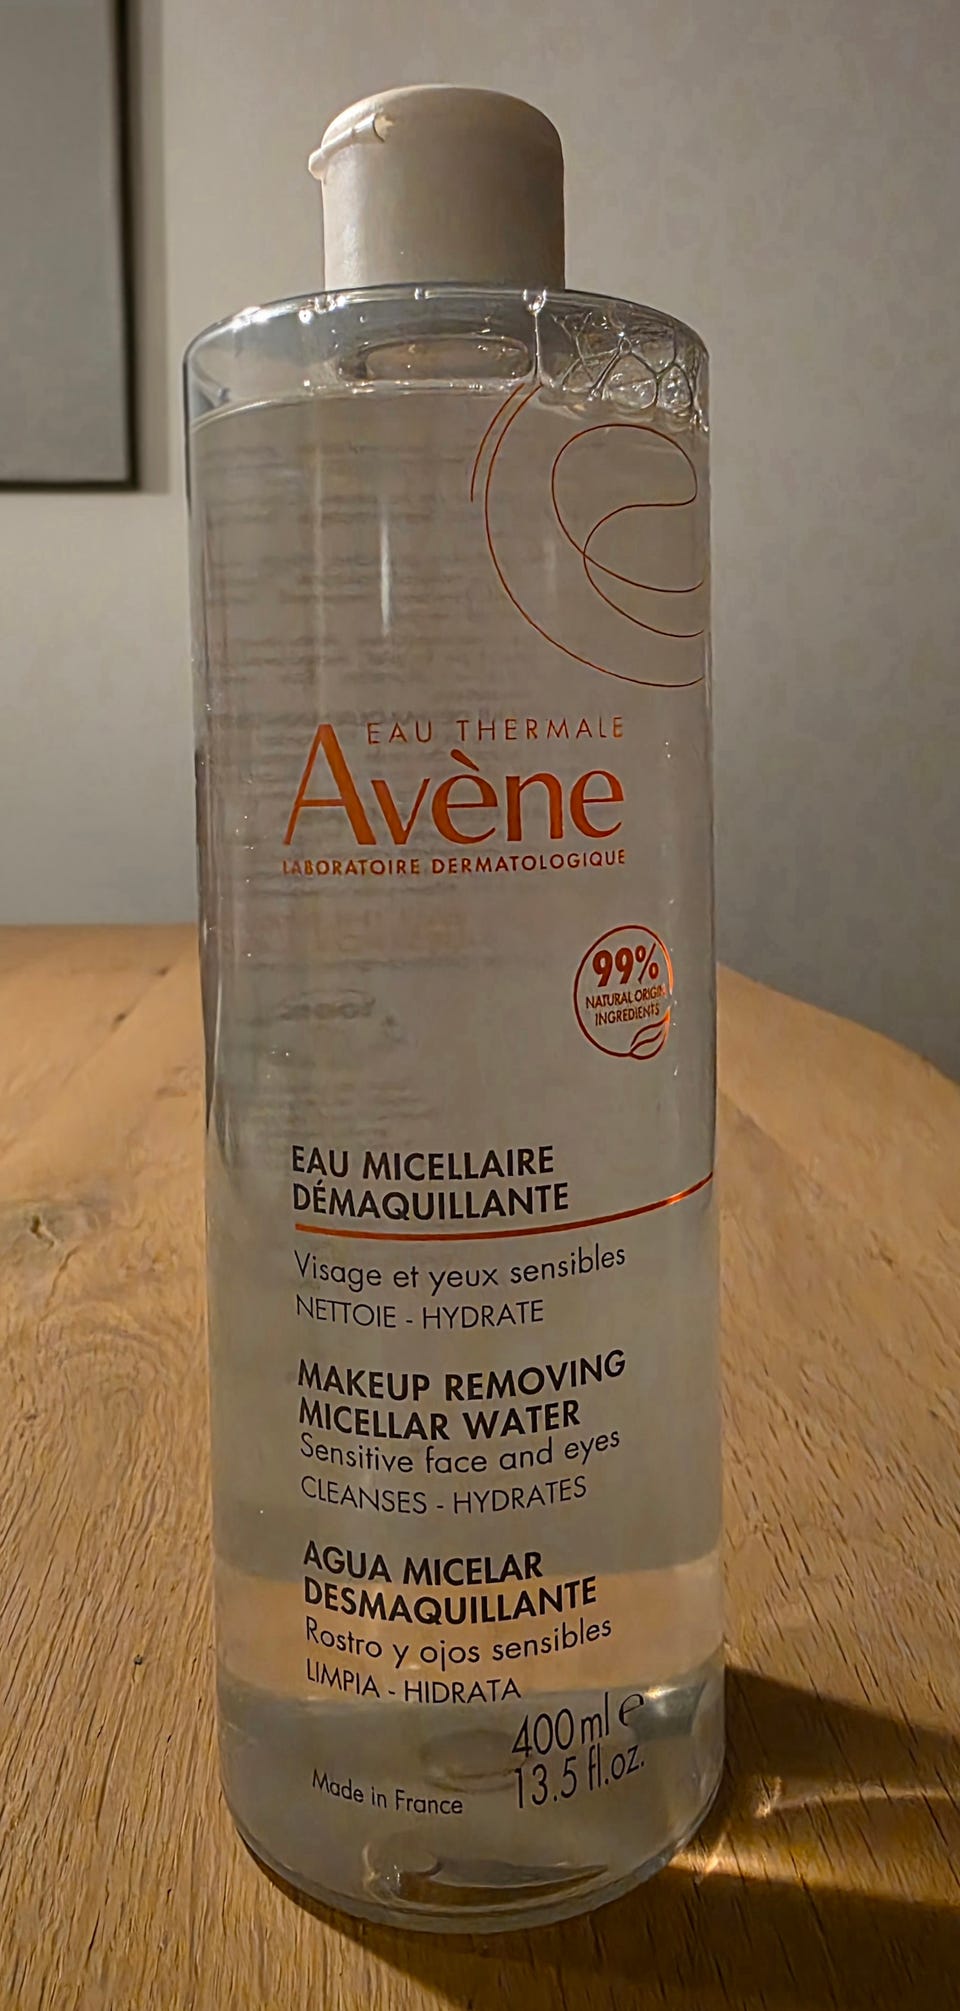 EAU THERMALE
Avène
LABORATOIRE DERMATOLOGIQUE
99%
NATURAL ORIGIN
INGREDIENTS
EAU MICELLAIRE
DÉMAQUILLANTE
Visage et yeux sensibles
NETTOIE - HYDRATE
MAKEUP REMOVING
MICELLAR WATER
Sensitive face and eyes
CLEANSES - HYDRATES
AGUA MICELAR
DESMAQUILLANTE
Rostro y ojos sensibles
LIMPIA - HIDRATA
400 ml ℮
13.5 fl.oz.
Made in France